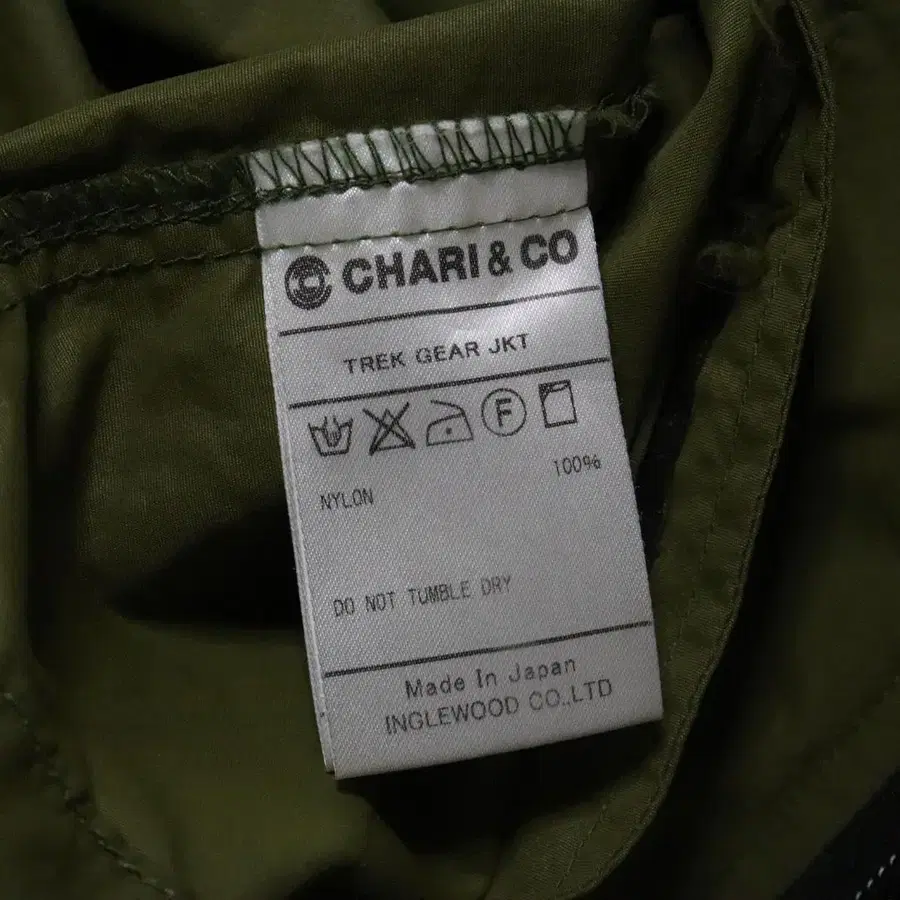 CHARI & CO
TREK GEAR JKT
F
NYLON 100%
DO NOT TUMBLE DRY
Made In Japan
INGLEWOOD CO.,LTD